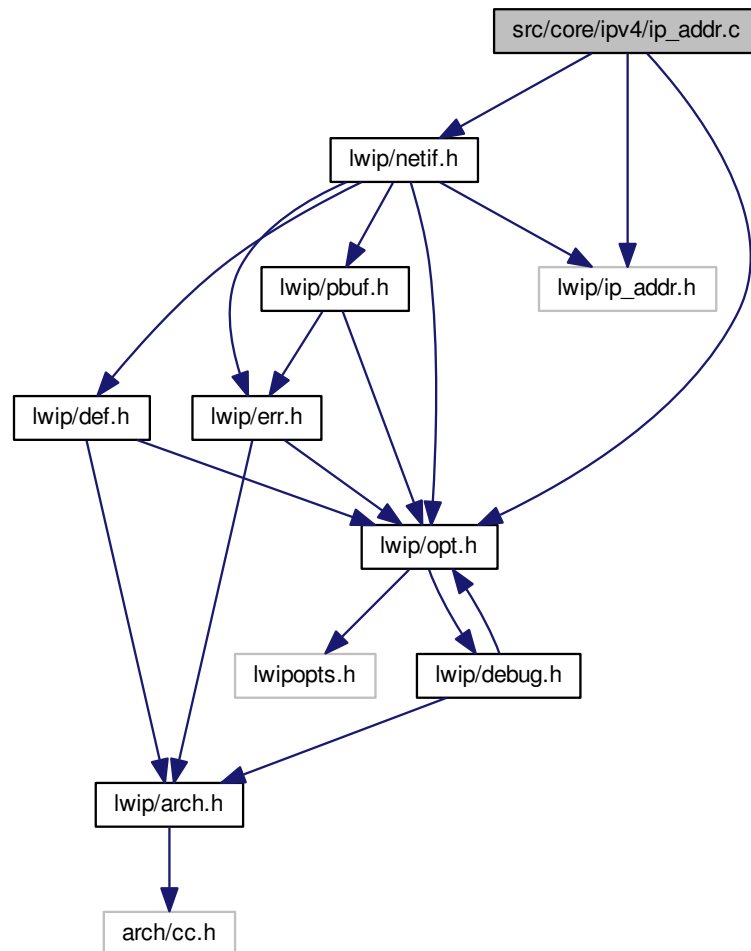 src/core/ipv4/ip_addr.c
lwip/netif.h
lwip/pbuf.h
lwip/ip_addr.h
lwip/def.h
lwip/err.h
lwip/opt.h
lwipopts.h
lwip/debug.h
lwip/arch.h
arch/cc.h